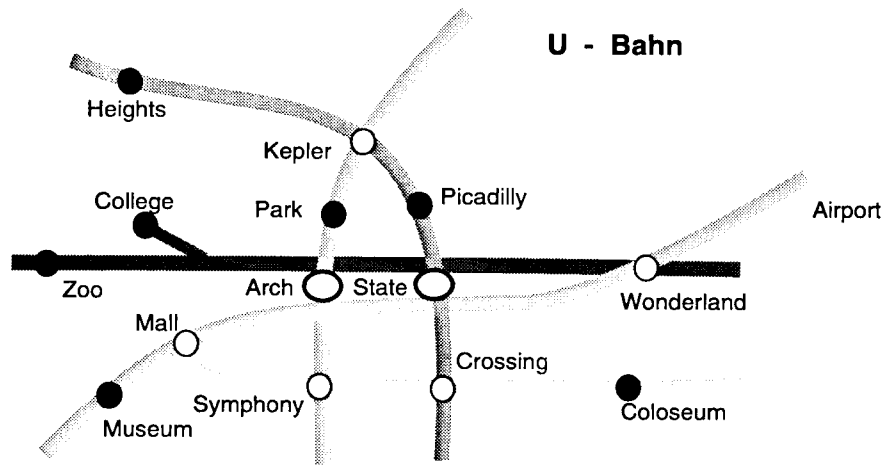 U - Bahn
Heights
Kepler
College
Park
Picadilly
Airport
Zoo
Arch
State
Wonderland
Mall
Crossing
Symphony
Coloseum
Museum